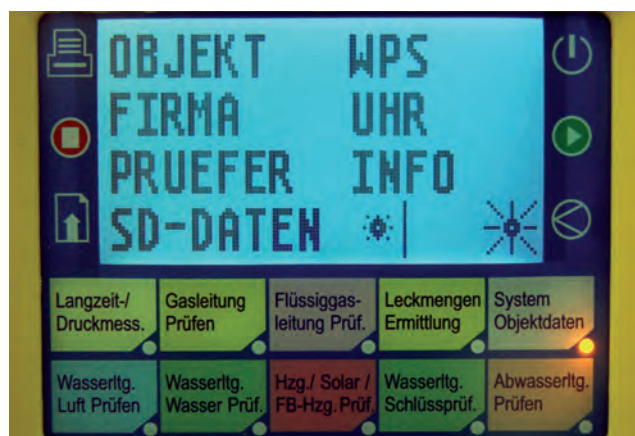 OBJEKT WPS
FIRMA UHR
PRUEFER INFO
SD-DATEN
Langzeit-/
Druckmess.
Gasleitung
Prüfen
Flüssiggas-
leitung Prüf.
Leckmengen
Ermittlung
System
Objektdaten
Wasserltg.
Luft Prüfen
Wasserltg.
Wasser Prüf.
Hzg./ Solar /
FB-Hzg.Prüf.
Wasserltg.
Schlüssprüf.
Abwasserltg.
Prüfen